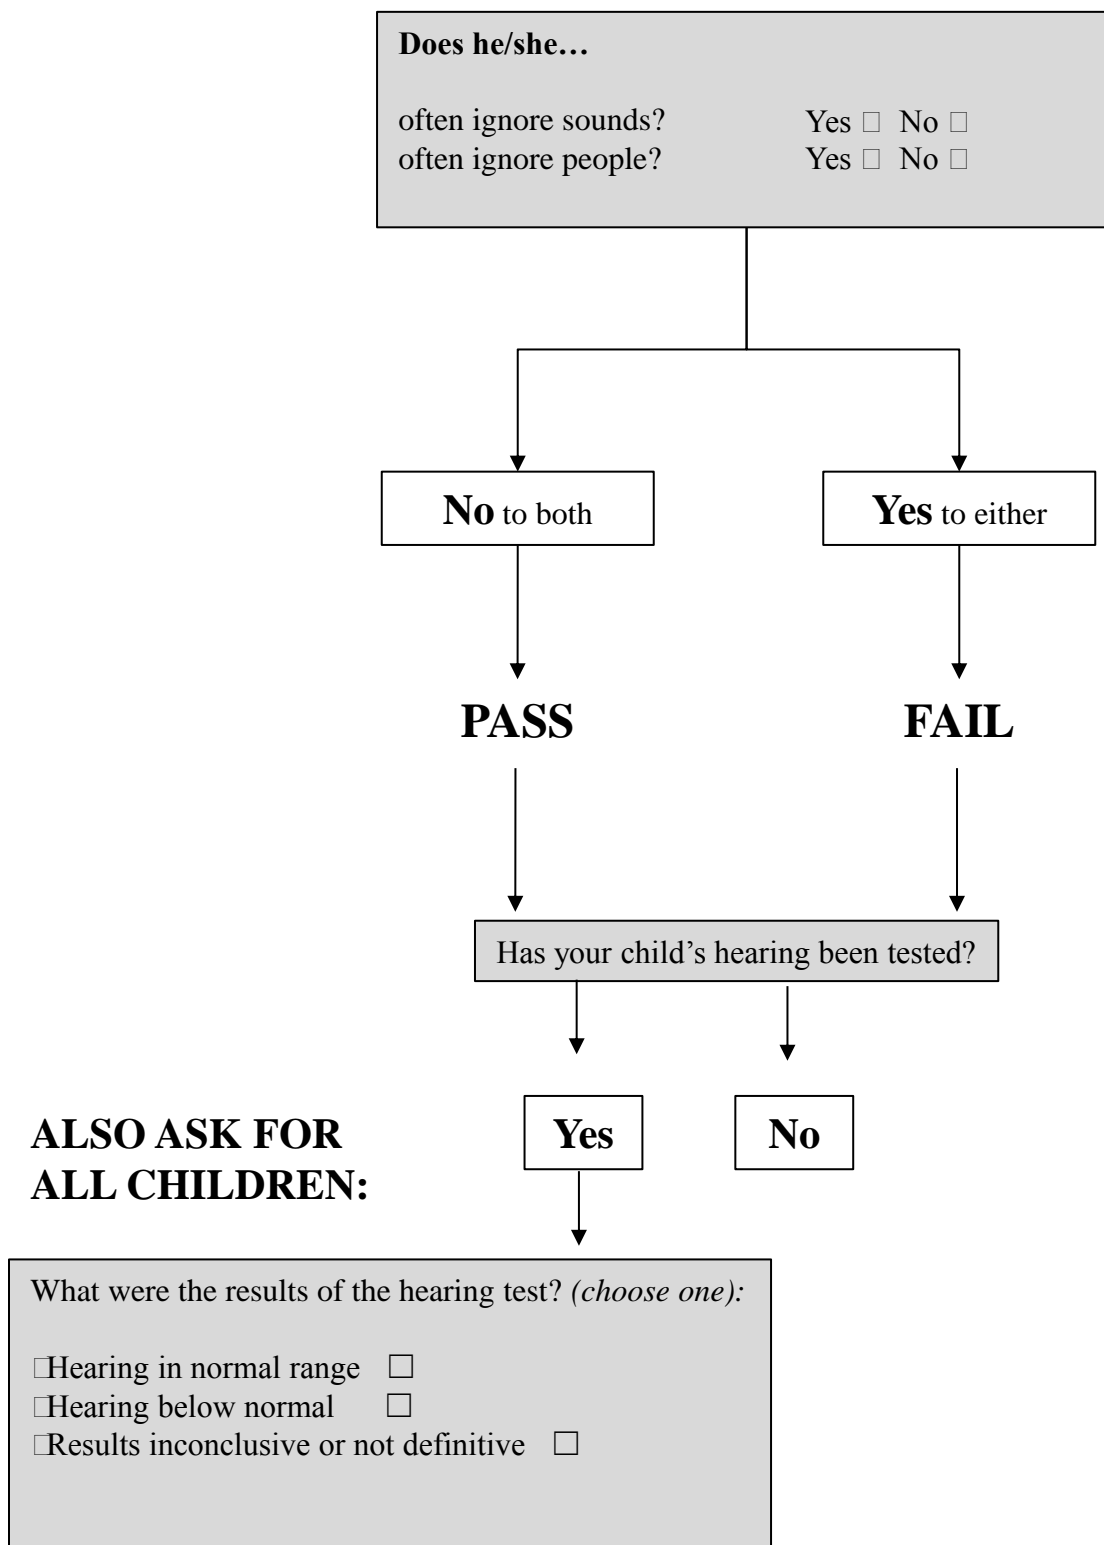 Does he/she…
often ignore sounds? Yes □ No □
often ignore people? Yes □ No □
No to both
Yes to either
PASS
FAIL
Has your child’s hearing been tested?
Yes
No
ALSO ASK FOR
ALL CHILDREN:
What were the results of the hearing test? (choose one):
□Hearing in normal range □
□Hearing below normal □
□Results inconclusive or not definitive □